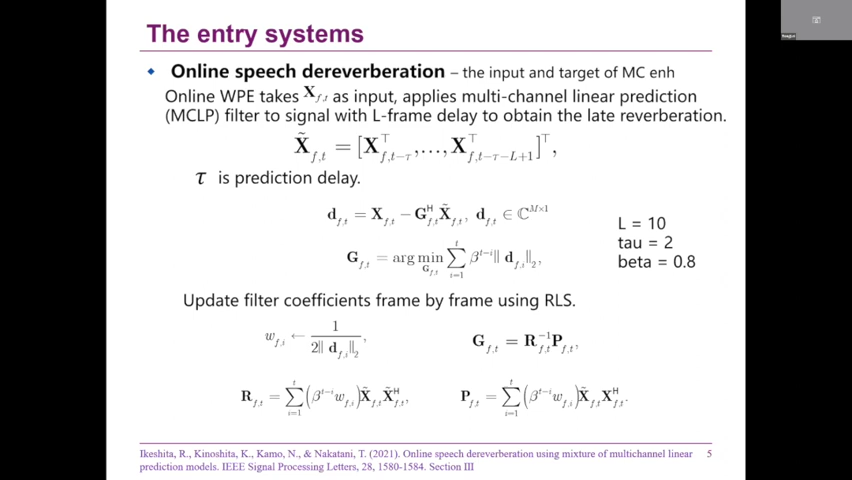 The entry systems
Online speech dereverberation – the input and target of MC enh
Online WPE takes X_{f,t} as input, applies multi-channel linear prediction
(MCLP) filter to signal with L-frame delay to obtain the late reverberation.
X̃_{f,t} = [X^⊤_{f,t−τ},…,X^⊤_{f,t−τ−L+1}]^⊤,
τ is prediction delay.
d_{f,t} = X_{f,t} − G^H_{f,t} X̃_{f,t}, d_{f,t} ∈ ℂ^{M×1}
L = 10
tau = 2
beta = 0.8
G_{f,t} = arg min_{G_{f,t}} ∑_{i=1}^{t} β^{t−i} ‖ d_{f,i} ‖_2,
Update filter coefficients frame by frame using RLS.
w_{f,i} ← 1 / 2‖ d_{f,i} ‖_2,
G_{f,t} = R^{−1}_{f,t} P_{f,t},
R_{f,t} = ∑_{i=1}^{t} (β^{t−i} w_{f,i}) X̃_{f,t} X̃^H_{f,t},
P_{f,t} = ∑_{i=1}^{t} (β^{t−i} w_{f,i}) X̃_{f,t} X^H_{f,t}.
Ikeshita, R., Kinoshita, K., Kamo, N., & Nakatani, T. (2021). Online speech dereverberation using mixture of multichannel linear
prediction models. IEEE Signal Processing Letters, 28, 1580-1584. Section III
5